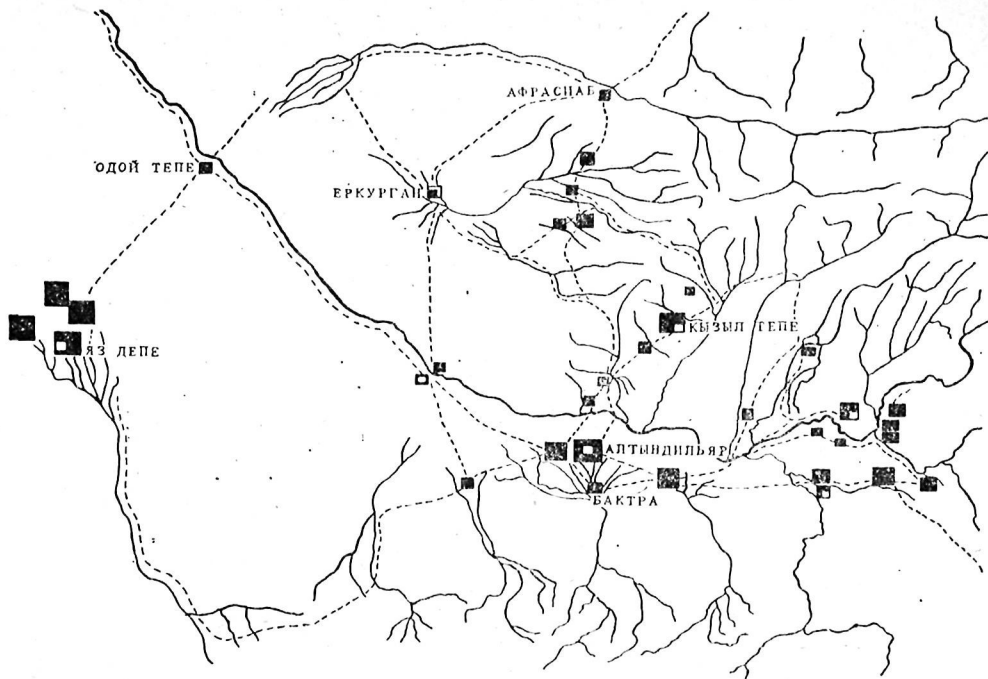 АФРАСИАБ
ОДОЙ ТЕПЕ
ЕРКУРГАН
КЫЗЫЛ ТЕПЕ
ЯЗ ДЕПЕ
АЛТЫНДИЛЬЯР
БАКТРА